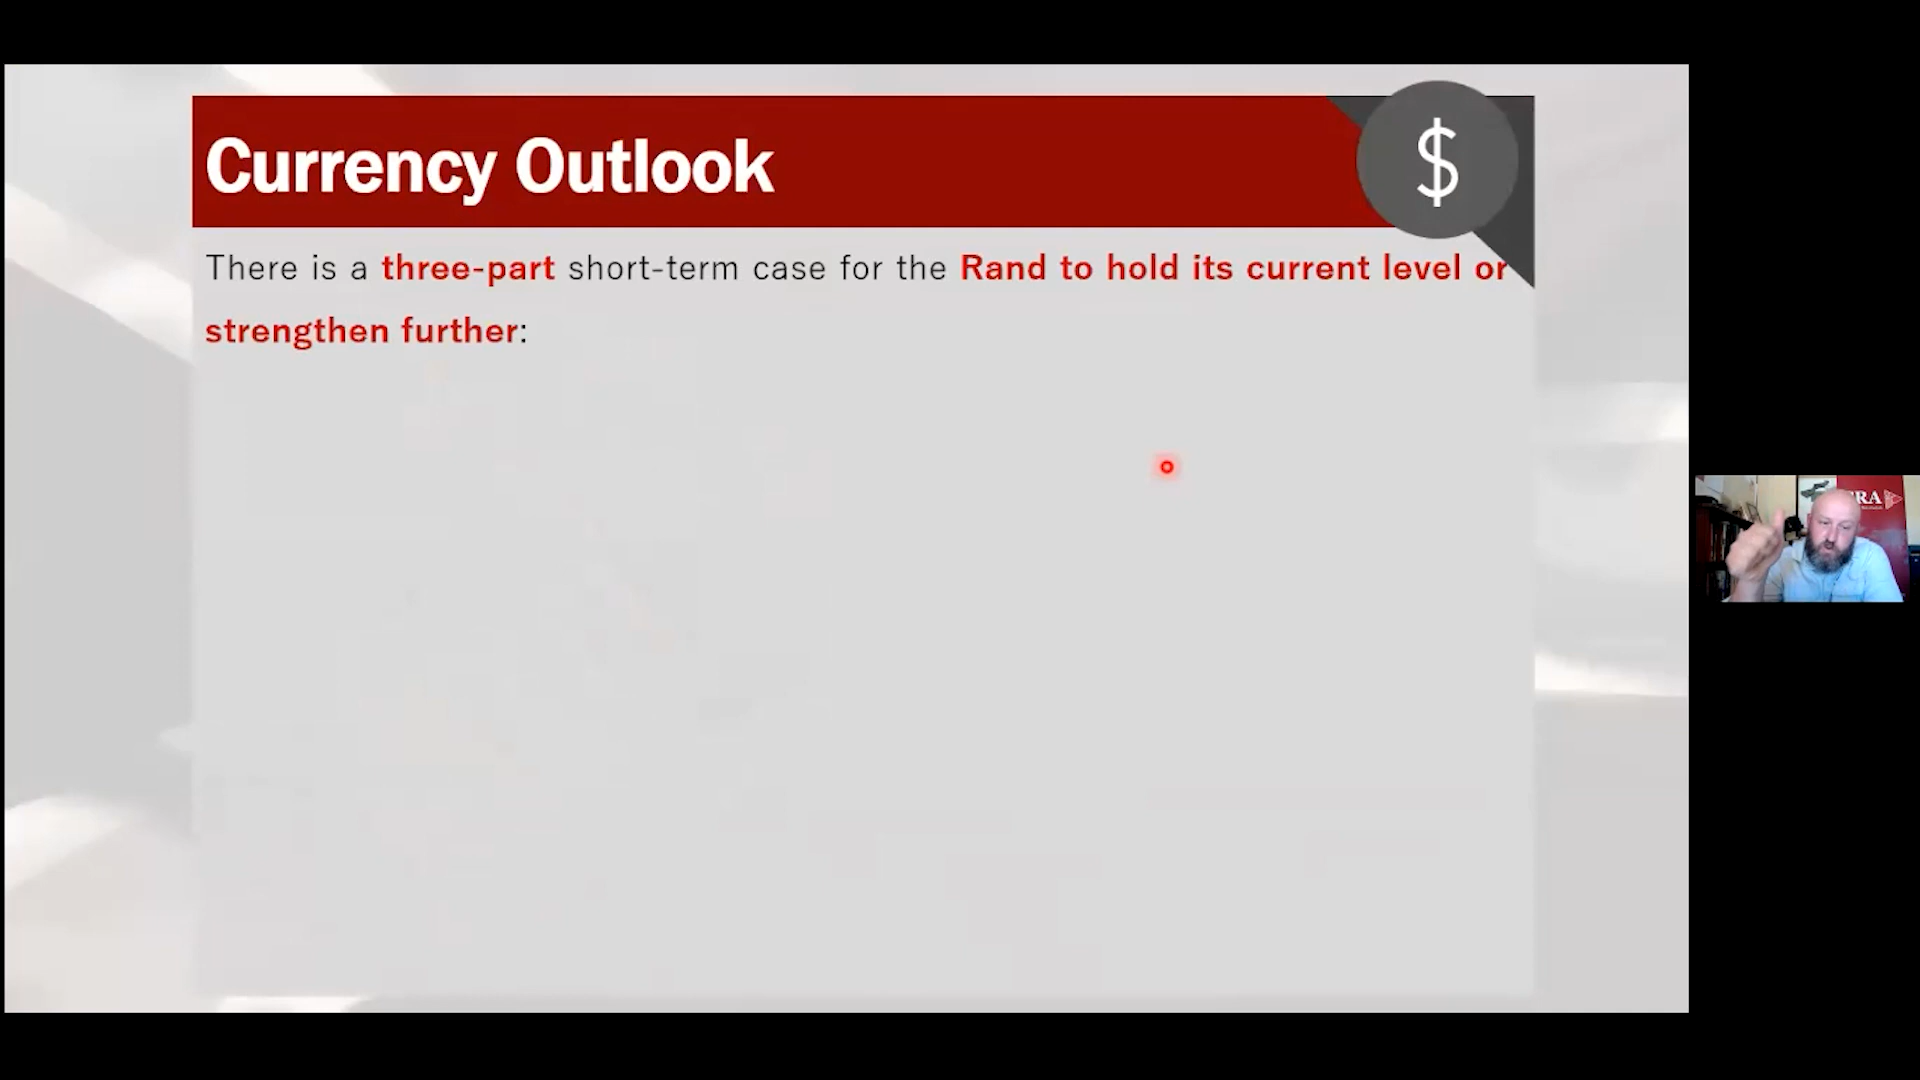 Currency Outlook
$
There is a three-part short-term case for the Rand to hold its current level or
strengthen further:
RA